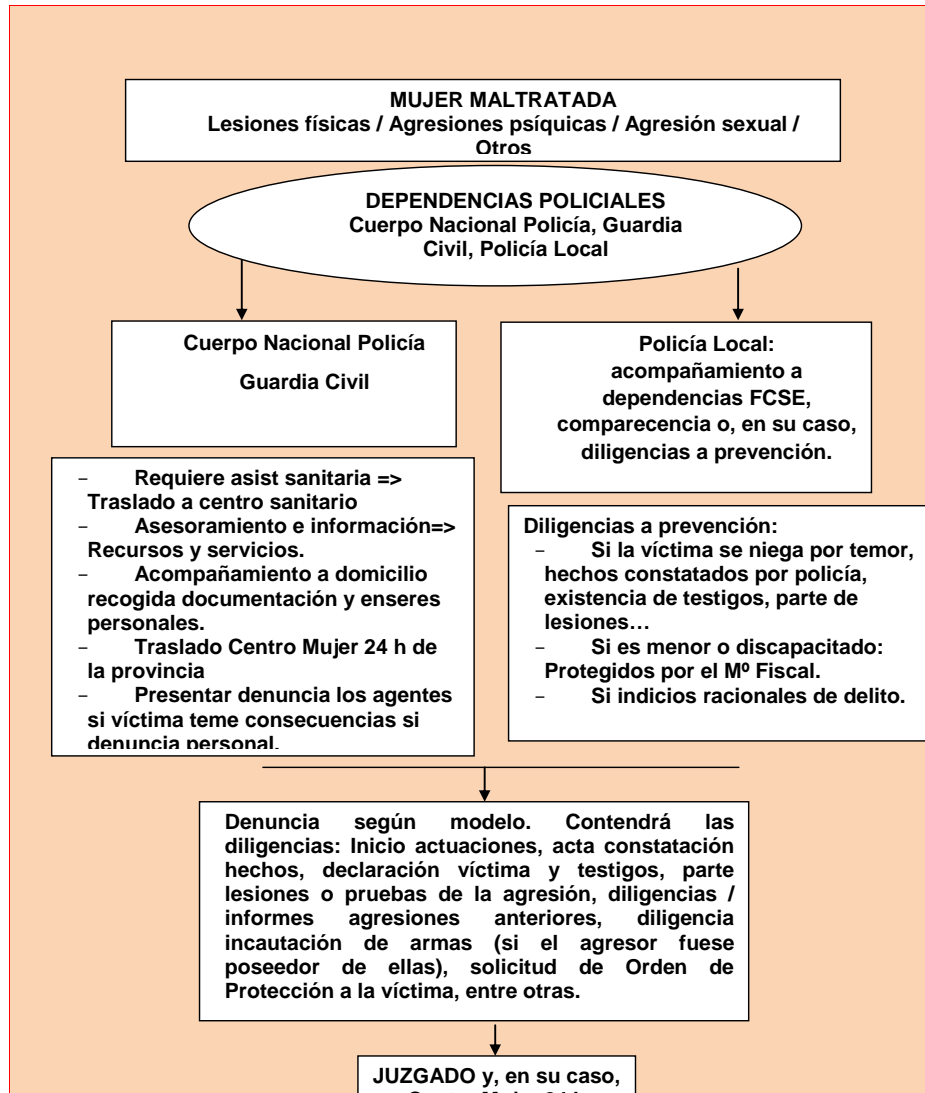 MUJER MALTRATADA
Lesiones físicas / Agresiones psíquicas / Agresión sexual /
Otros
DEPENDENCIAS POLICIALES
Cuerpo Nacional Policía, Guardia
Civil, Policía Local
Cuerpo Nacional Policía
Guardia Civil
Policía Local:
acompañamiento a
dependencias FCSE,
comparecencia o, en su caso,
diligencias a prevención.
- Requiere asist sanitaria =>
Traslado a centro sanitario
- Asesoramiento e información=>
Recursos y servicios.
- Acompañamiento a domicilio
recogida documentación y enseres
personales.
- Traslado Centro Mujer 24 h de
la provincia
- Presentar denuncia los agentes
si víctima teme consecuencias si
denuncia personal.
Diligencias a prevención:
- Si la víctima se niega por temor,
hechos constatados por policía,
existencia de testigos, parte de
lesiones…
- Si es menor o discapacitado:
Protegidos por el Mº Fiscal.
- Si indicios racionales de delito.
Denuncia según modelo. Contendrá las
diligencias: Inicio actuaciones, acta constatación
hechos, declaración víctima y testigos, parte
lesiones o pruebas de la agresión, diligencias /
informes agresiones anteriores, diligencia
incautación de armas (si el agresor fuese
poseedor de ellas), solicitud de Orden de
Protección a la víctima, entre otras.
JUZGADO y, en su caso,